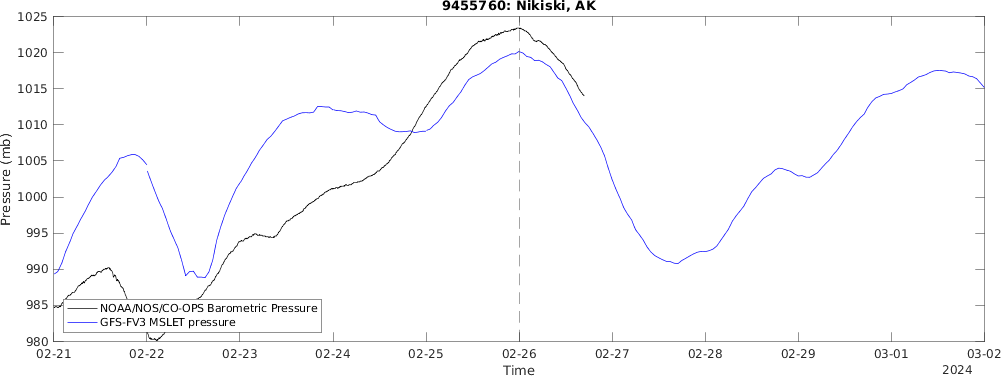 9455760: Nikiski, AK
1025
1020
1015
1010
1005
1000
995
990
985
980
Pressure (mb)
NOAA/NOS/CO-OPS Barometric Pressure
GFS-FV3 MSLET pressure
02-21 02-22 02-23 02-24 02-25 02-26 02-27 02-28 02-29 03-01 03-02
Time
2024